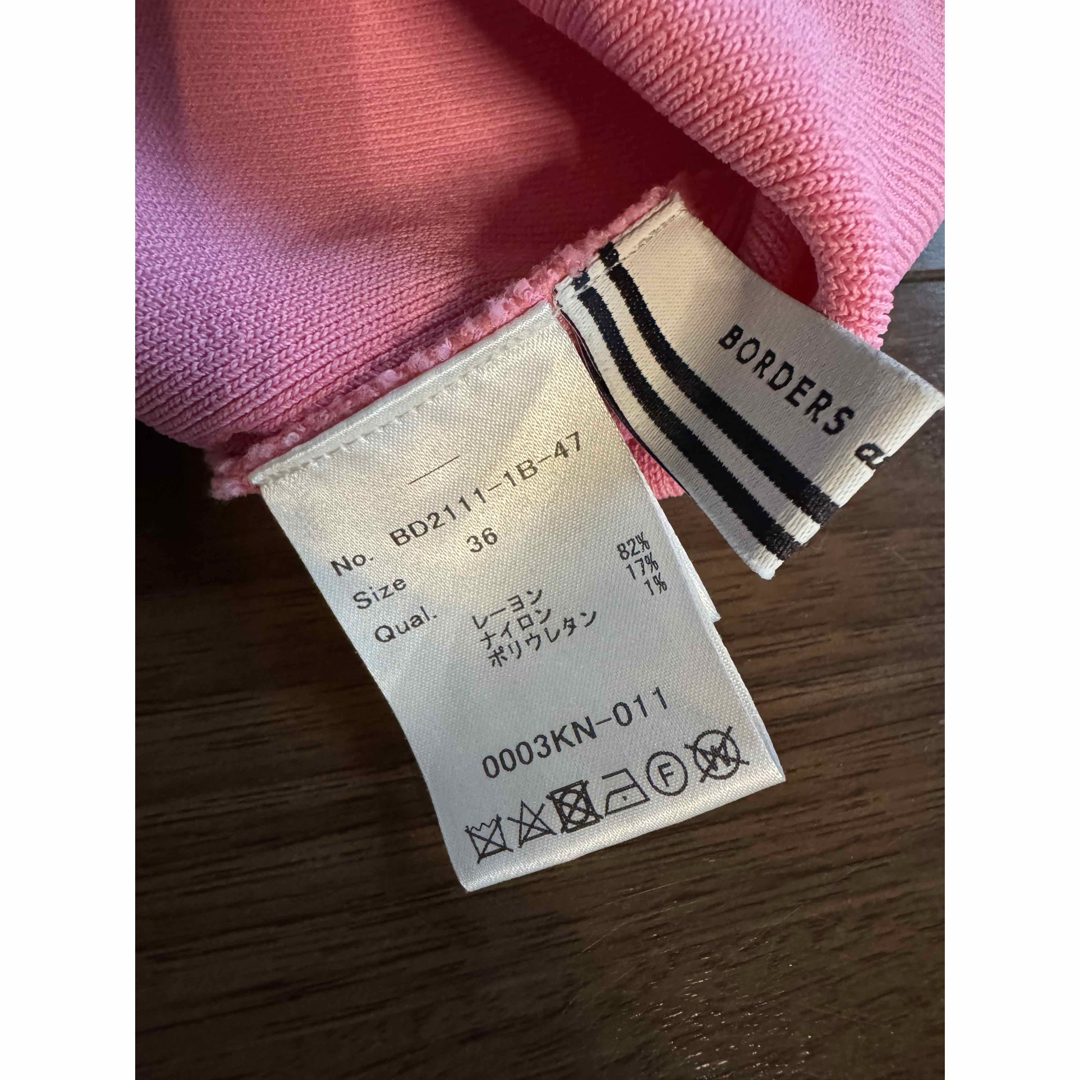 BORDERS
No. BD2111-1B-47
Size 36
Qual. レーヨン 82%
ナイロン 17%
ポリウレタン 1%
0003KN-011
F
W